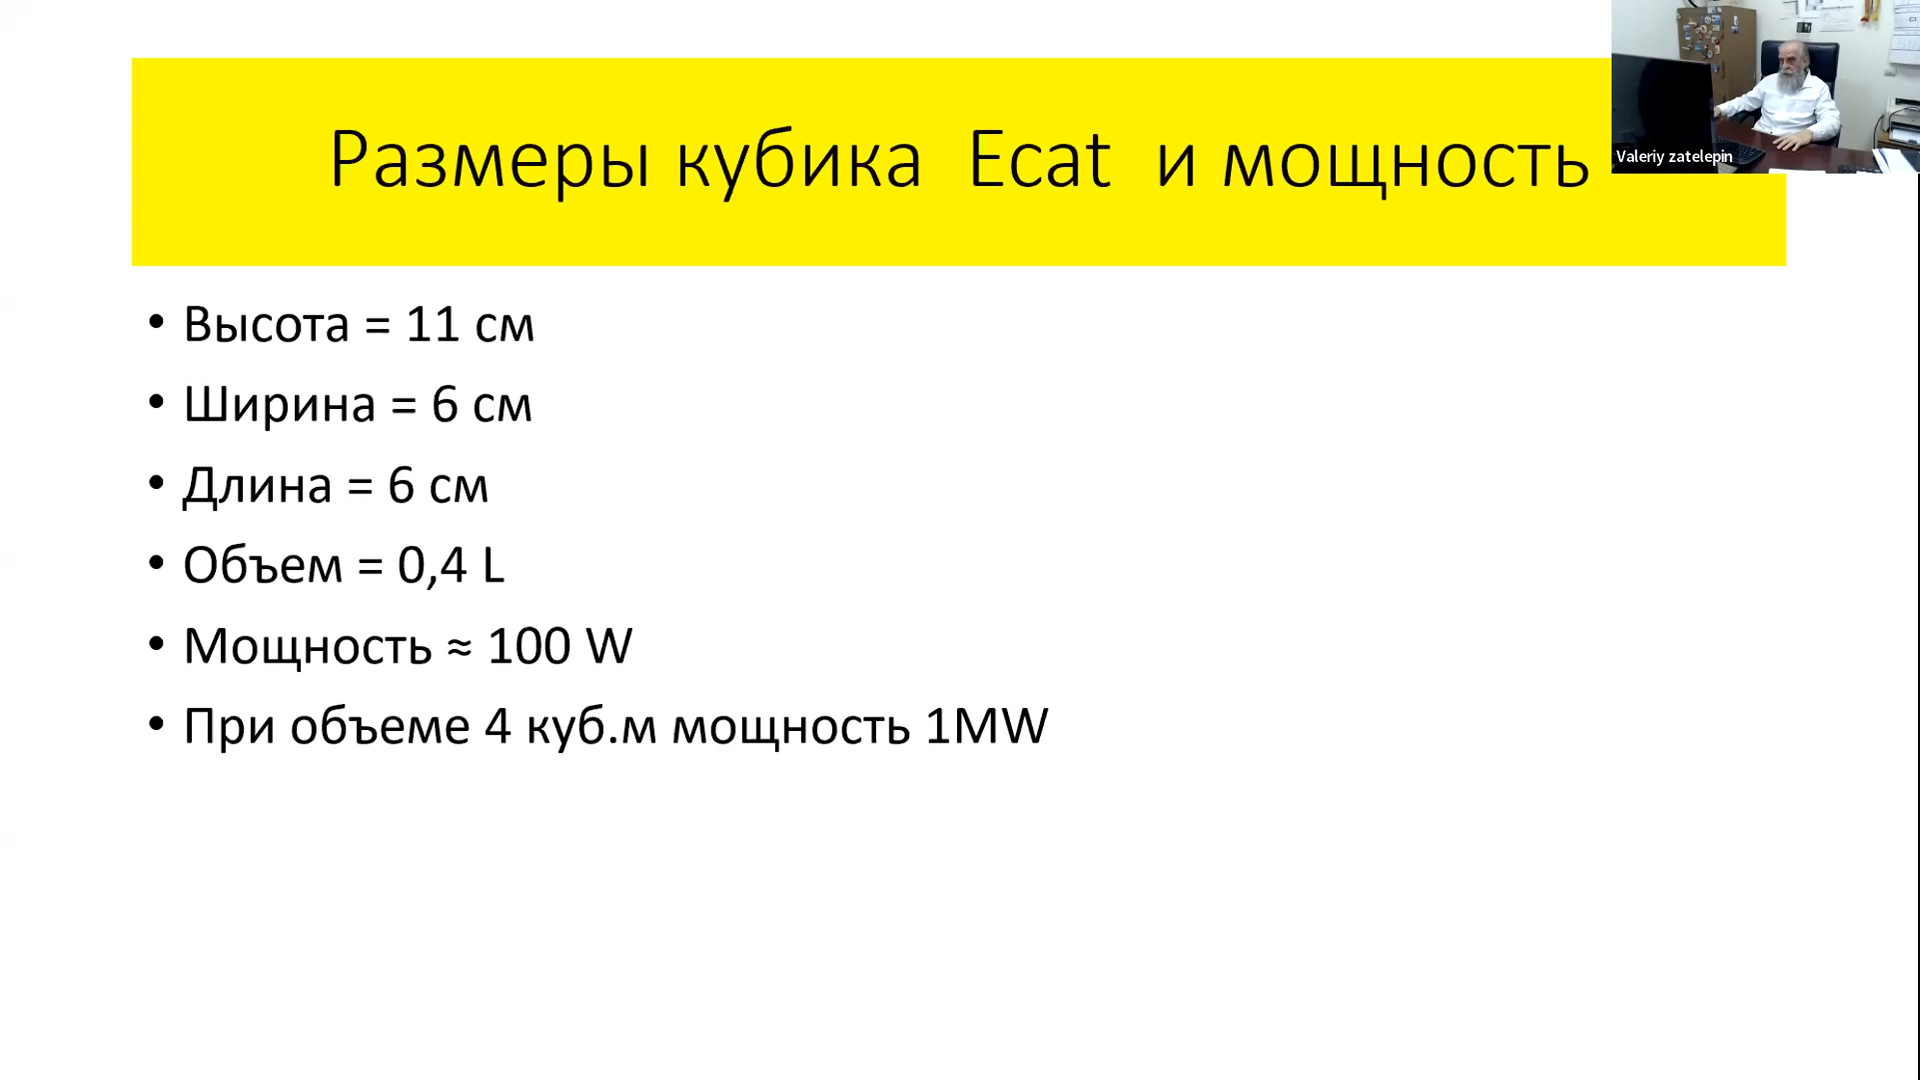 Размеры кубика Ecat и мощность
Valeriy zatelepin
• Высота = 11 см
• Ширина = 6 см
• Длина = 6 см
• Объем = 0,4 L
• Мощность ≈ 100 W
• При объеме 4 куб.м мощность 1MW